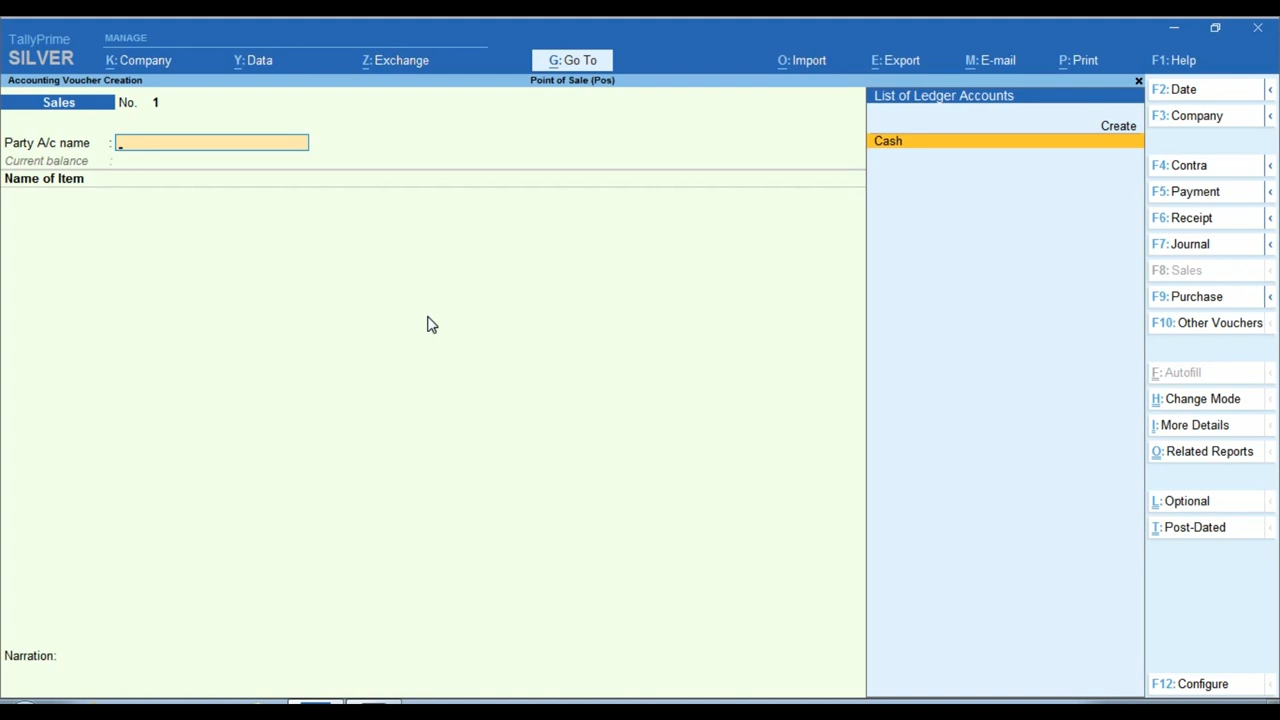 TallyPrime
MANAGE
SILVER
K: Company
Y: Data
Z: Exchange
G: Go To
O: Import
E: Export
M: E-mail
P: Print
F1: Help
Accounting Voucher Creation
Point of Sale (Pos)
Sales No. 1
Party A/c name :
Current balance :
Name of Item
Narration:
List of Ledger Accounts
Create
Cash
F2: Date
F3: Company
F4: Contra
F5: Payment
F6: Receipt
F7: Journal
F8: Sales
F9: Purchase
F10: Other Vouchers
F: Autofill
H: Change Mode
I: More Details
O: Related Reports
L: Optional
T: Post-Dated
F12: Configure